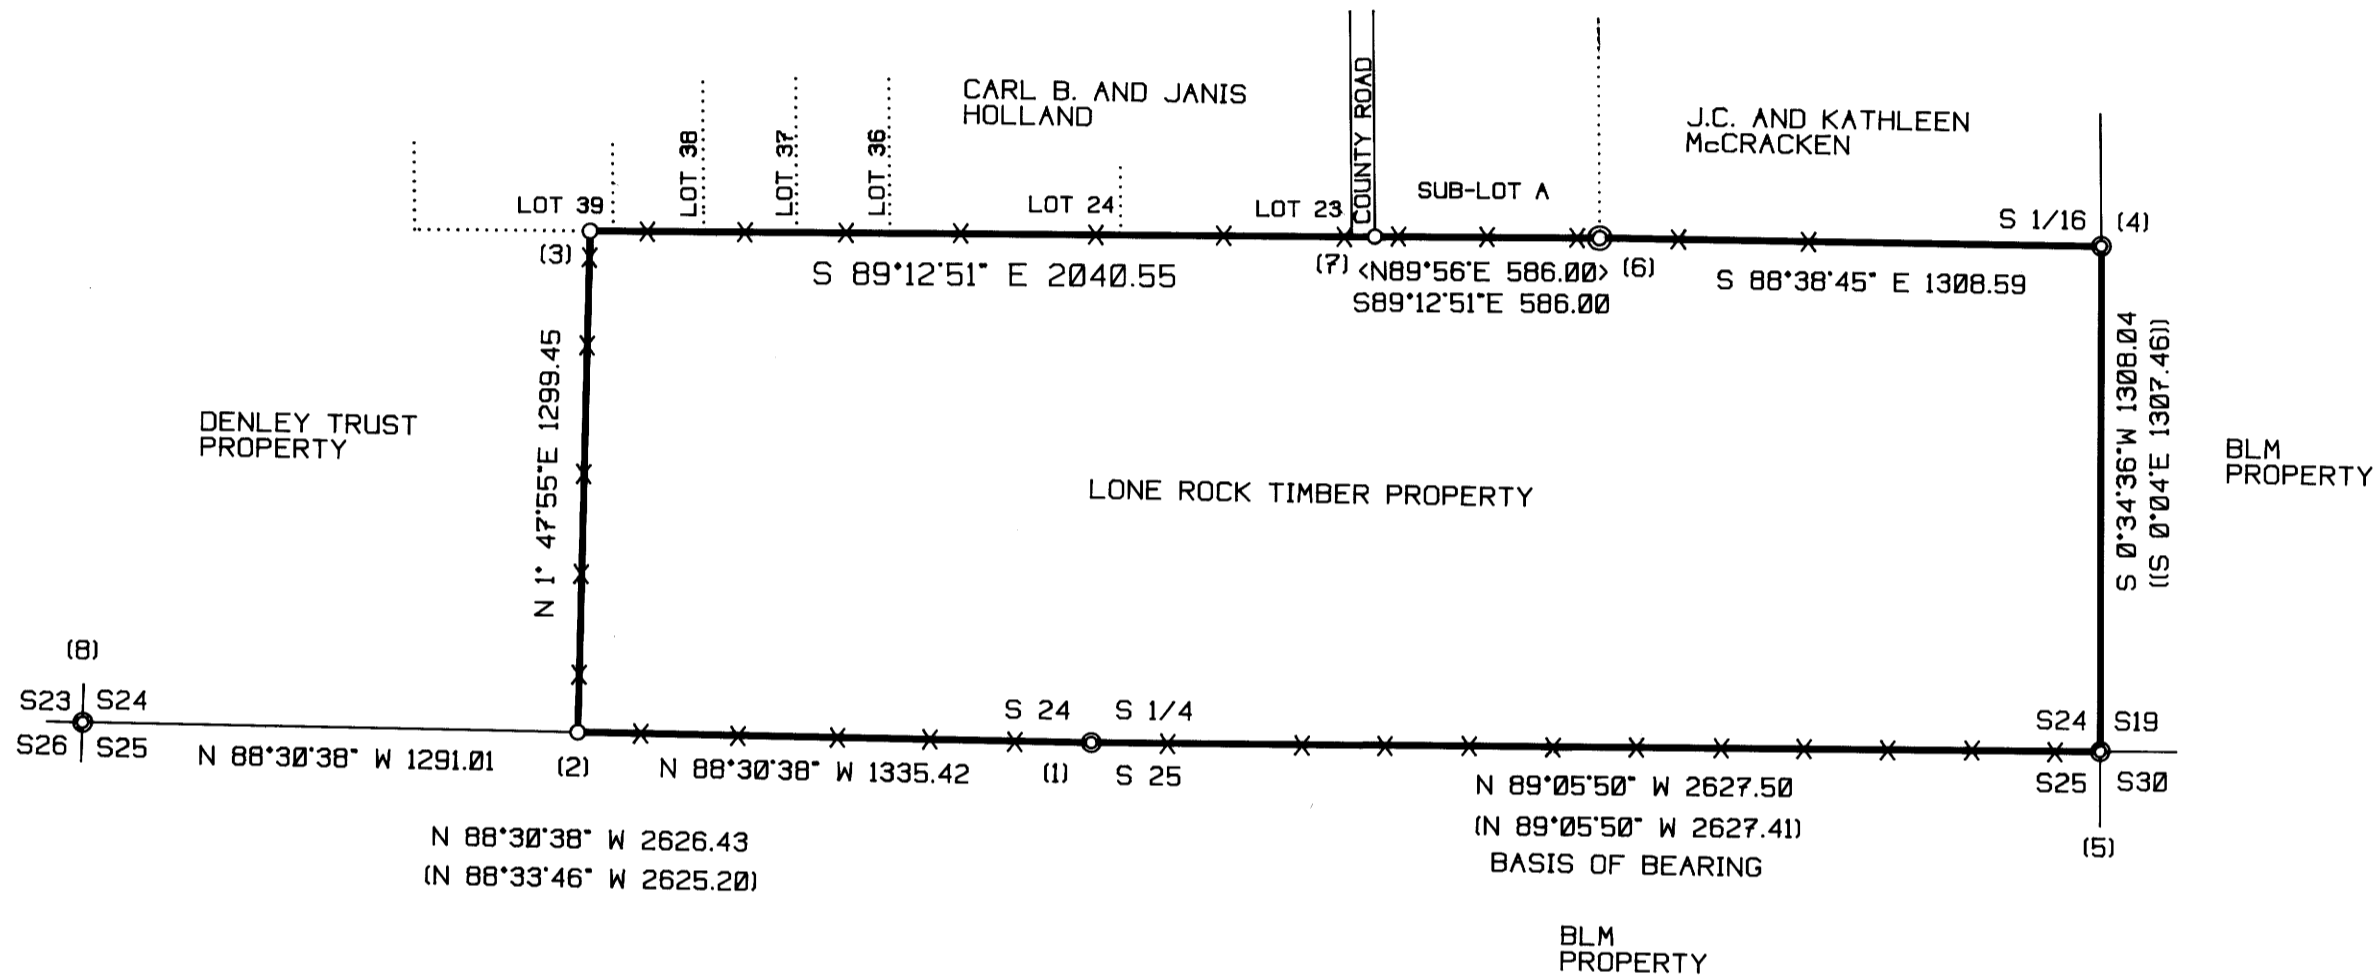 CARL B. AND JANIS
HOLLAND
COUNTY ROAD
J.C. AND KATHLEEN
McCRACKEN
LOT 38
LOT 37
LOT 36
LOT 39
LOT 24
LOT 23
SUB-LOT A
S 1/16
(4)
(3)
S 89°12'51" E 2040.55
(7)
<N89°56'E 586.00>
(6)
S89°12'51"E 586.00
S 88°38'45" E 1308.59
N 1° 47'55"E 1299.45
S 0°34'36"W 1308.04
((S 0°04'E 1307.46))
DENLEY TRUST
PROPERTY
LONE ROCK TIMBER PROPERTY
BLM
PROPERTY
(8)
S23
S24
S26
S25
N 88°30'38" W 1291.01
(2)
N 88°30'38" W 1335.42
S 24
S 1/4
(1)
S 25
S24
S19
S25
S30
(5)
N 89°05'50" W 2627.50
(N 89°05'50" W 2627.41)
BASIS OF BEARING
N 88°30'38" W 2626.43
(N 88°33'46" W 2625.20)
BLM
PROPERTY